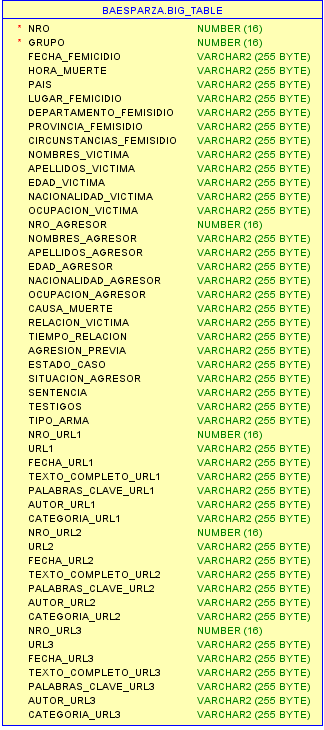 BAESPARZA.BIG_TABLE
* NRO NUMBER (16)
* GRUPO NUMBER (16)
FECHA_FEMICIDIO VARCHAR2 (255 BYTE)
HORA_MUERTE VARCHAR2 (255 BYTE)
PAIS VARCHAR2 (255 BYTE)
LUGAR_FEMICIDIO VARCHAR2 (255 BYTE)
DEPARTAMENTO_FEMISIDIO VARCHAR2 (255 BYTE)
PROVINCIA_FEMISIDIO VARCHAR2 (255 BYTE)
CIRCUNSTANCIAS_FEMISIDIO VARCHAR2 (255 BYTE)
NOMBRES_VICTIMA VARCHAR2 (255 BYTE)
APELLIDOS_VICTIMA VARCHAR2 (255 BYTE)
EDAD_VICTIMA VARCHAR2 (255 BYTE)
NACIONALIDAD_VICTIMA VARCHAR2 (255 BYTE)
OCUPACION_VICTIMA VARCHAR2 (255 BYTE)
NRO_AGRESOR NUMBER (16)
NOMBRES_AGRESOR VARCHAR2 (255 BYTE)
APELLIDOS_AGRESOR VARCHAR2 (255 BYTE)
EDAD_AGRESOR VARCHAR2 (255 BYTE)
NACIONALIDAD_AGRESOR VARCHAR2 (255 BYTE)
OCUPACION_AGRESOR VARCHAR2 (255 BYTE)
CAUSA_MUERTE VARCHAR2 (255 BYTE)
RELACION_VICTIMA VARCHAR2 (255 BYTE)
TIEMPO_RELACION VARCHAR2 (255 BYTE)
AGRESION_PREVIA VARCHAR2 (255 BYTE)
ESTADO_CASO VARCHAR2 (255 BYTE)
SITUACION_AGRESOR VARCHAR2 (255 BYTE)
SENTENCIA VARCHAR2 (255 BYTE)
TESTIGOS VARCHAR2 (255 BYTE)
TIPO_ARMA VARCHAR2 (255 BYTE)
NRO_URL1 NUMBER (16)
URL1 VARCHAR2 (255 BYTE)
FECHA_URL1 VARCHAR2 (255 BYTE)
TEXTO_COMPLETO_URL1 VARCHAR2 (255 BYTE)
PALABRAS_CLAVE_URL1 VARCHAR2 (255 BYTE)
AUTOR_URL1 VARCHAR2 (255 BYTE)
CATEGORIA_URL1 VARCHAR2 (255 BYTE)
NRO_URL2 NUMBER (16)
URL2 VARCHAR2 (255 BYTE)
FECHA_URL2 VARCHAR2 (255 BYTE)
TEXTO_COMPLETO_URL2 VARCHAR2 (255 BYTE)
PALABRAS_CLAVE_URL2 VARCHAR2 (255 BYTE)
AUTOR_URL2 VARCHAR2 (255 BYTE)
CATEGORIA_URL2 VARCHAR2 (255 BYTE)
NRO_URL3 NUMBER (16)
URL3 VARCHAR2 (255 BYTE)
FECHA_URL3 VARCHAR2 (255 BYTE)
TEXTO_COMPLETO_URL3 VARCHAR2 (255 BYTE)
PALABRAS_CLAVE_URL3 VARCHAR2 (255 BYTE)
AUTOR_URL3 VARCHAR2 (255 BYTE)
CATEGORIA_URL3 VARCHAR2 (255 BYTE)